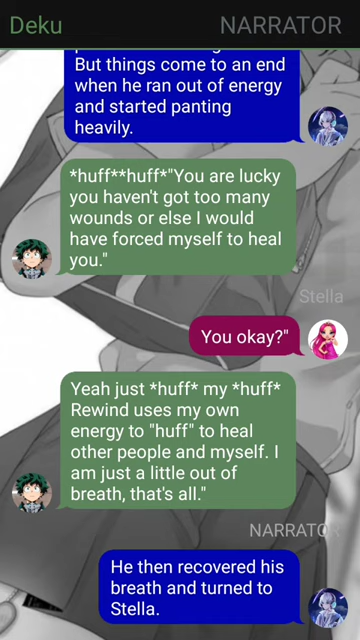 Deku
NARRATOR
But things come to an end
when he ran out of energy
and started panting
heavily.
*huff**huff*"You are lucky
you haven't got too many
wounds or else I would
have forced myself to heal
you."
Stella
You okay?"
Yeah just *huff* my *huff*
Rewind uses my own
energy to "huff" to heal
other people and myself. I
am just a little out of
breath, that's all."
NARRATOR
He then recovered his
breath and turned to
Stella.